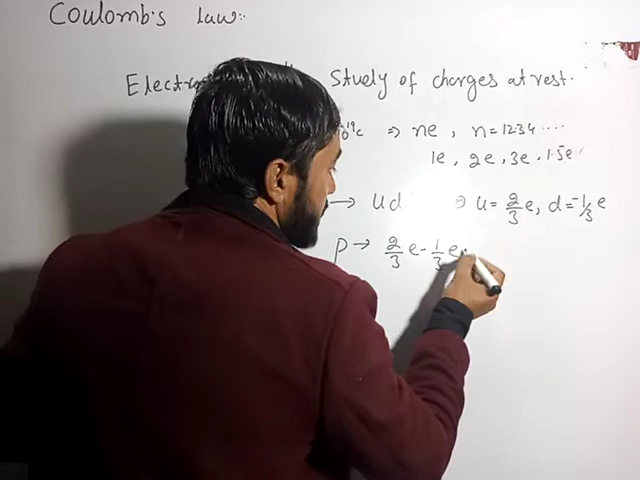 Coulomb's law:-
Study of charges at rest.
19c ⇒ ne, n=1234....
1e, 2e, 3e, 1.5e
→ Ud ⇒ u = 2/3 e, d = -1/3 e
p → 2/3 e - 1/3 e